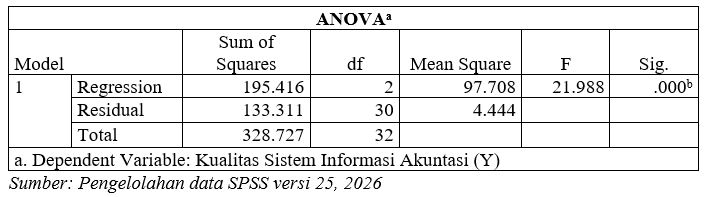 ANOVAa
Model Sum of Squares df Mean Square F Sig.
1 Regression 195.416 2 97.708 21.988 .000b
Residual 133.311 30 4.444
Total 328.727 32
a. Dependent Variable: Kualitas Sistem Informasi Akuntasi (Y)
Sumber: Pengelolahan data SPSS versi 25, 2026